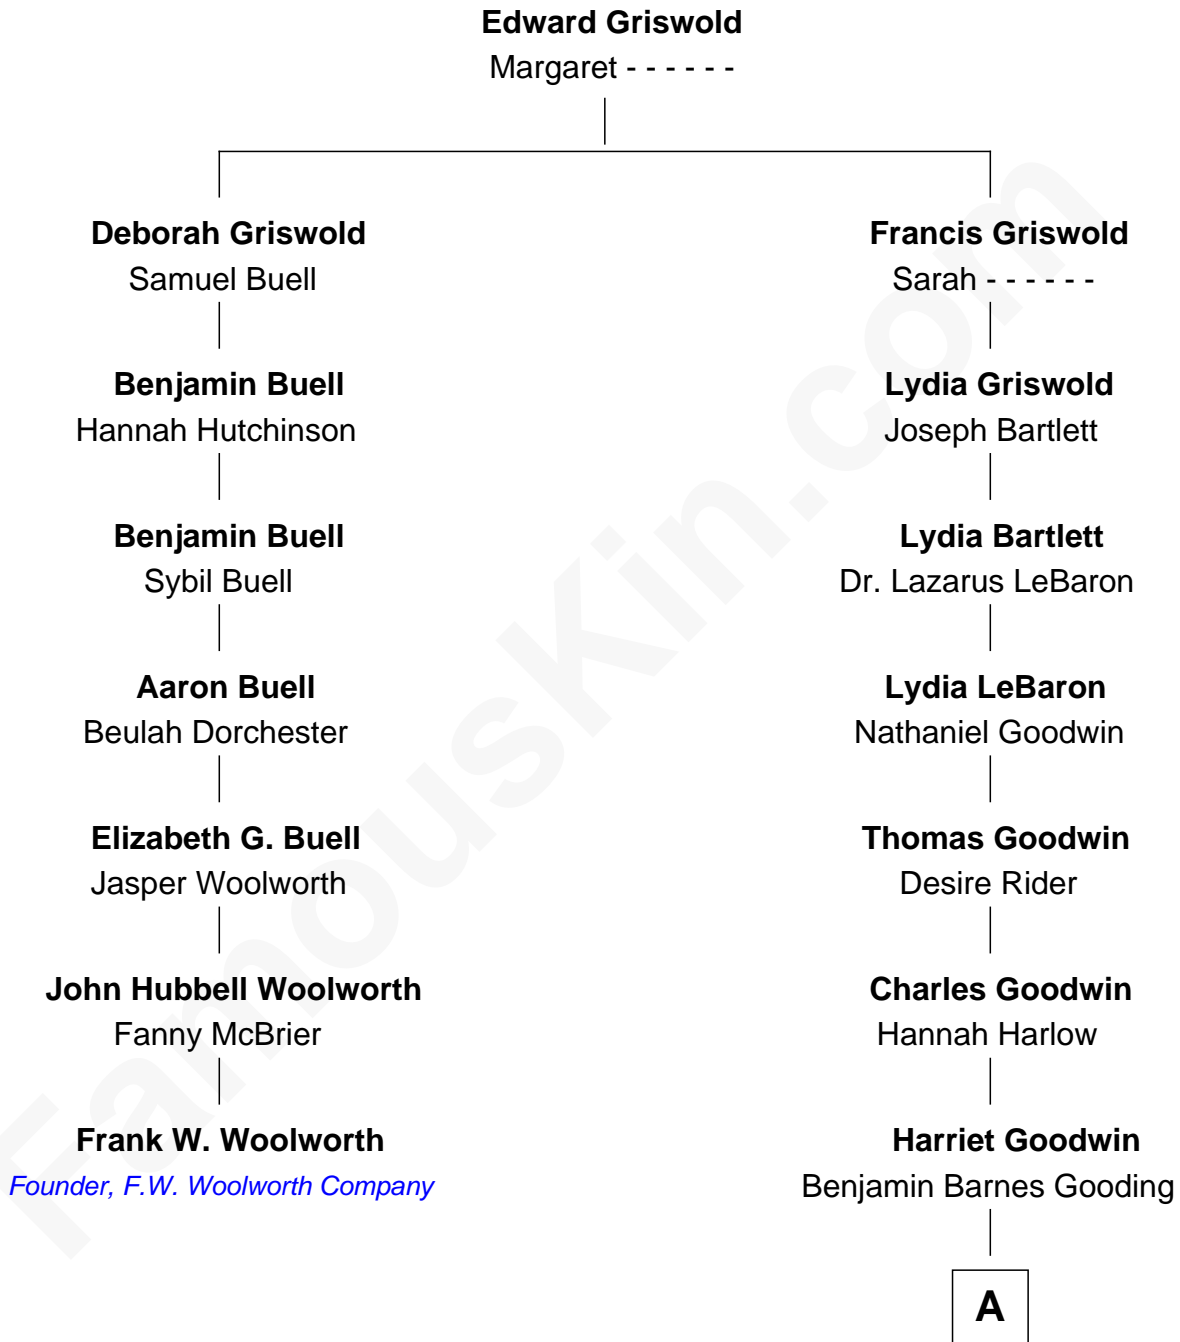 Edward Griswold
Margaret - - - - - -
Deborah Griswold
Samuel Buell
Francis Griswold
Sarah - - - - - -
Benjamin Buell
Hannah Hutchinson
Lydia Griswold
Joseph Bartlett
Benjamin Buell
Sybil Buell
Lydia Bartlett
Dr. Lazarus LeBaron
Aaron Buell
Beulah Dorchester
Lydia LeBaron
Nathaniel Goodwin
Elizabeth G. Buell
Jasper Woolworth
Thomas Goodwin
Desire Rider
John Hubbell Woolworth
Fanny McBrier
Charles Goodwin
Hannah Harlow
Frank W. Woolworth
Founder, F.W. Woolworth Company
Harriet Goodwin
Benjamin Barnes Gooding
A
FamousKin.com